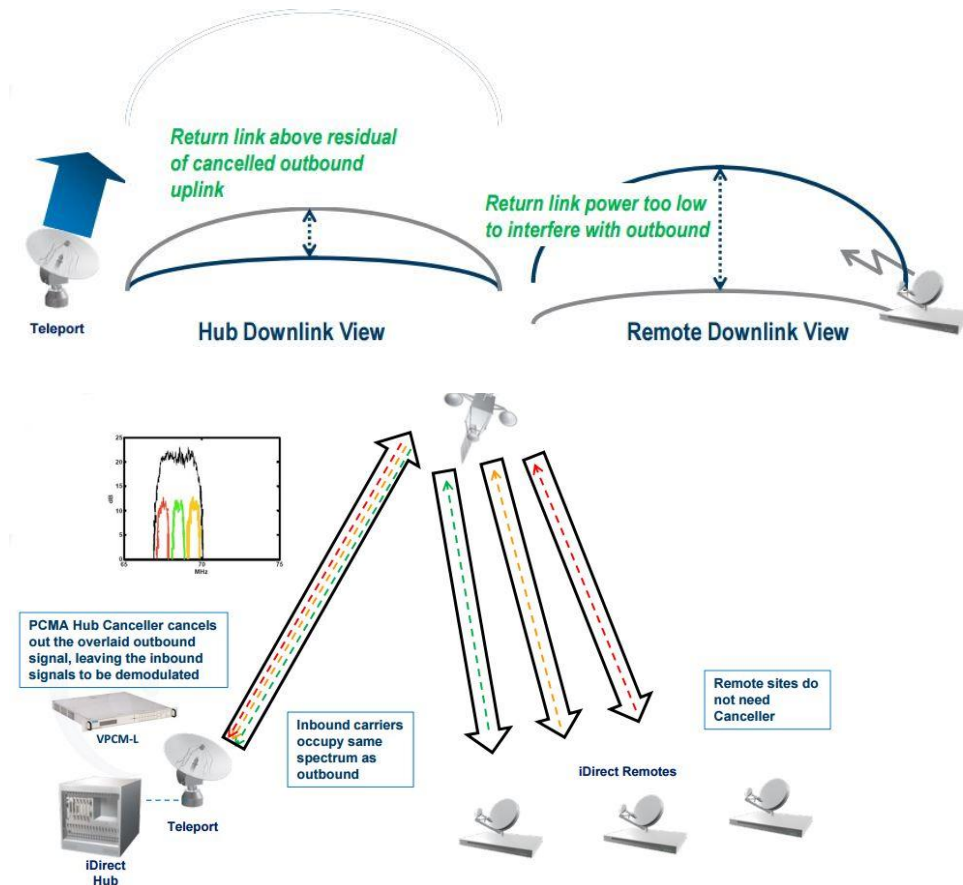 Return link above residual
of cancelled outbound
uplink
Return link power too low
to interfere with outbound
Teleport
Hub Downlink View
Remote Downlink View
25
20
15
10
5
0
dB
65
70
75
MHz
PCMA Hub Canceller cancels
out the overlaid outbound
signal, leaving the inbound
signals to be demodulated
VPCM-L
Inbound carriers
occupy same
spectrum as
outbound
Remote sites do
not need
Canceller
iDirect Remotes
Teleport
iDirect
Hub